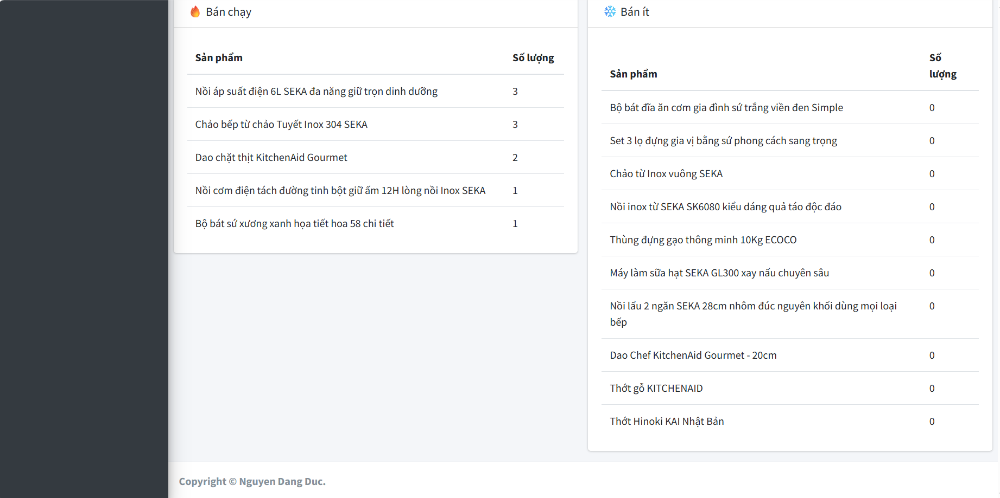 Bán chạy
Sản phẩm Số lượng
Nồi áp suất điện 6L SEKA đa năng giữ trọn dinh dưỡng 3
Chảo bếp từ chảo Tuyết Inox 304 SEKA 3
Dao chặt thịt KitchenAid Gourmet 2
Nồi cơm điện tách đường tinh bột giữ ấm 12H lòng nồi Inox SEKA 1
Bộ bát sứ xương xanh họa tiết hoa 58 chi tiết 1
Bán ít
Số
Sản phẩm lượng
Bộ bát đĩa ăn cơm gia đình sứ trắng viền đen Simple 0
Set 3 lọ đựng gia vị bằng sứ phong cách sang trọng 0
Chảo từ Inox vuông SEKA 0
Nồi inox từ SEKA SK6080 kiểu dáng quả táo độc đáo 0
Thùng đựng gạo thông minh 10Kg ECOCO 0
Máy làm sữa hạt SEKA GL300 xay nấu chuyên sâu 0
Nồi lẩu 2 ngăn SEKA 28cm nhôm đúc nguyên khối dùng mọi loại 0
bếp
Dao Chef KitchenAid Gourmet - 20cm 0
Thớt gỗ KITCHENAID 0
Thớt Hinoki KAI Nhật Bản 0
Copyright © Nguyen Dang Duc.